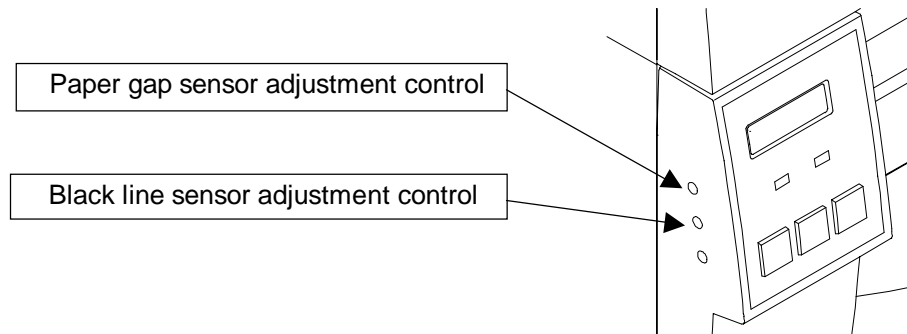 Paper gap sensor adjustment control
Black line sensor adjustment control